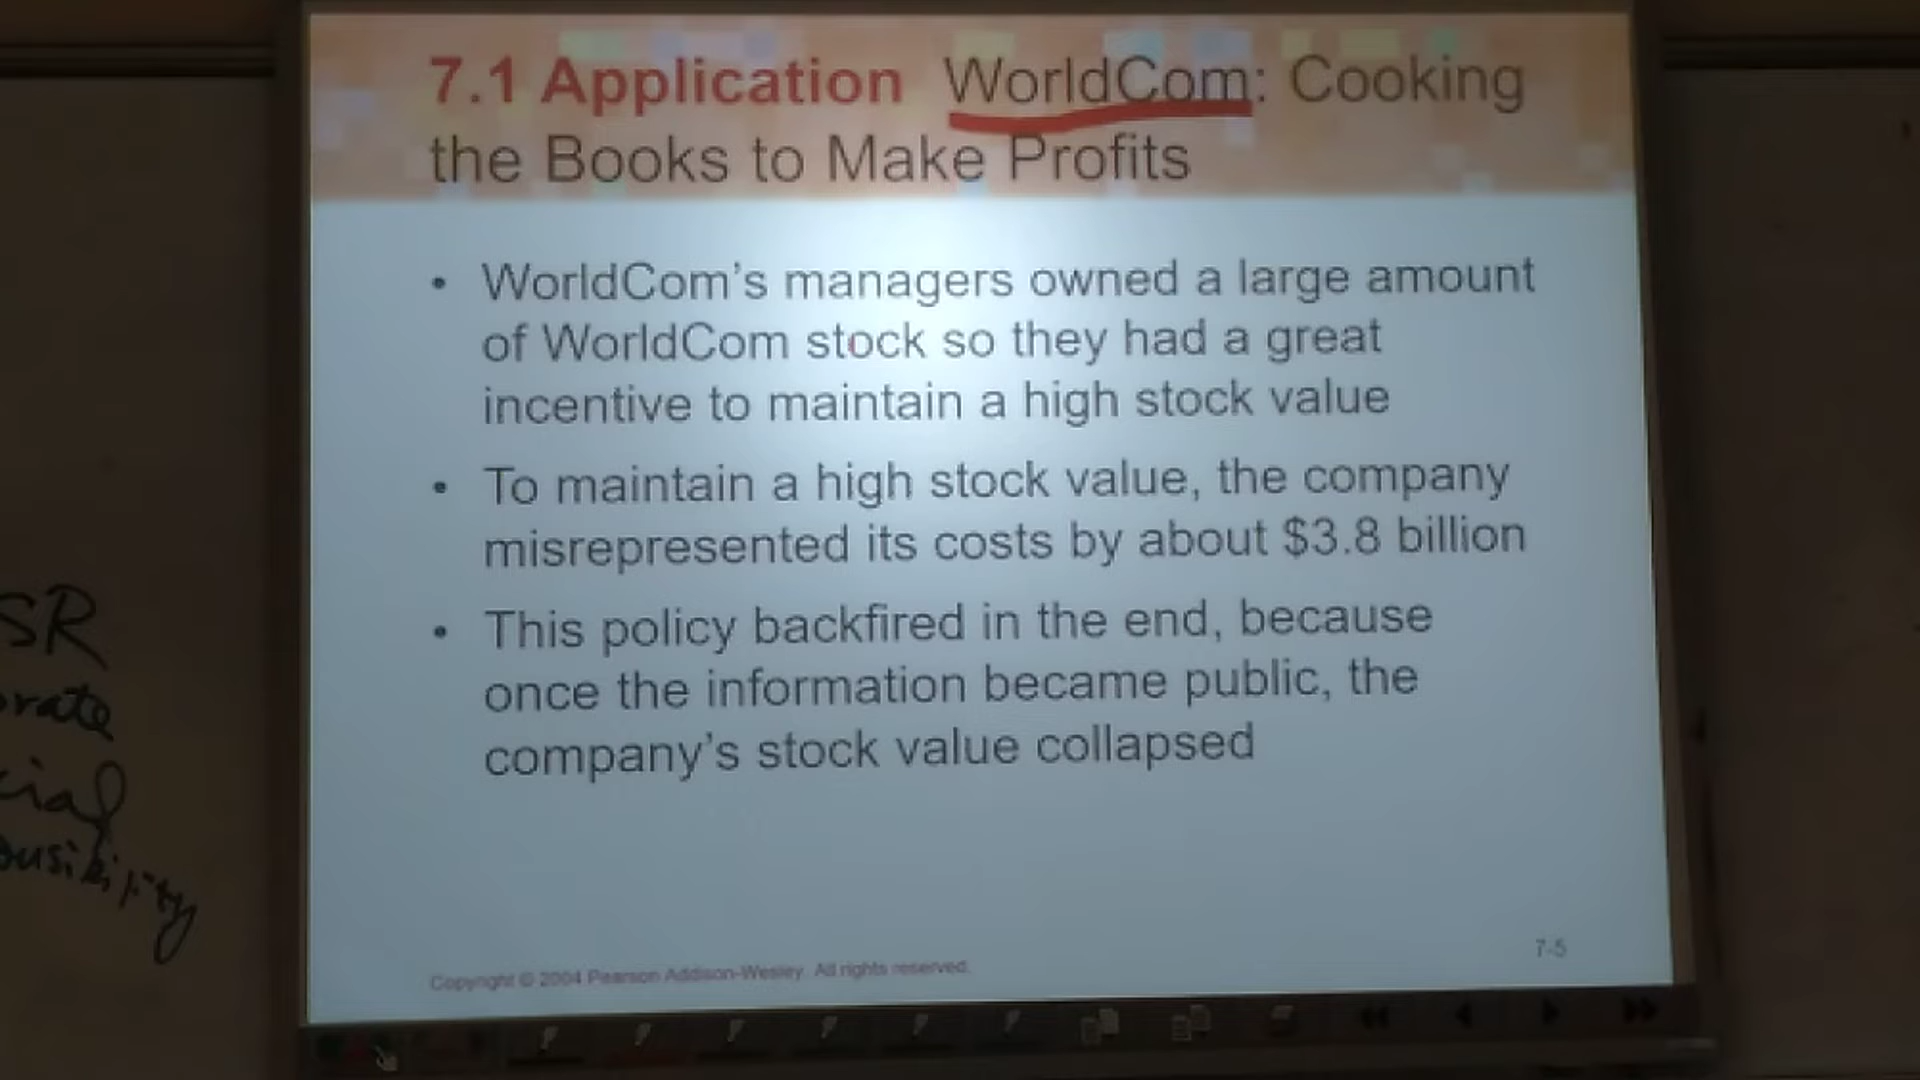 7.1 Application WorldCom: Cooking
the Books to Make Profits
• WorldCom's managers owned a large amount
of WorldCom stock so they had a great
incentive to maintain a high stock value
• To maintain a high stock value, the company
misrepresented its costs by about $3.8 billion
• This policy backfired in the end, because
once the information became public, the
company's stock value collapsed
7-5
Copyright © 2004 Pearson Addison-Wesley. All rights reserved.
SR
orate
cial
onsibility